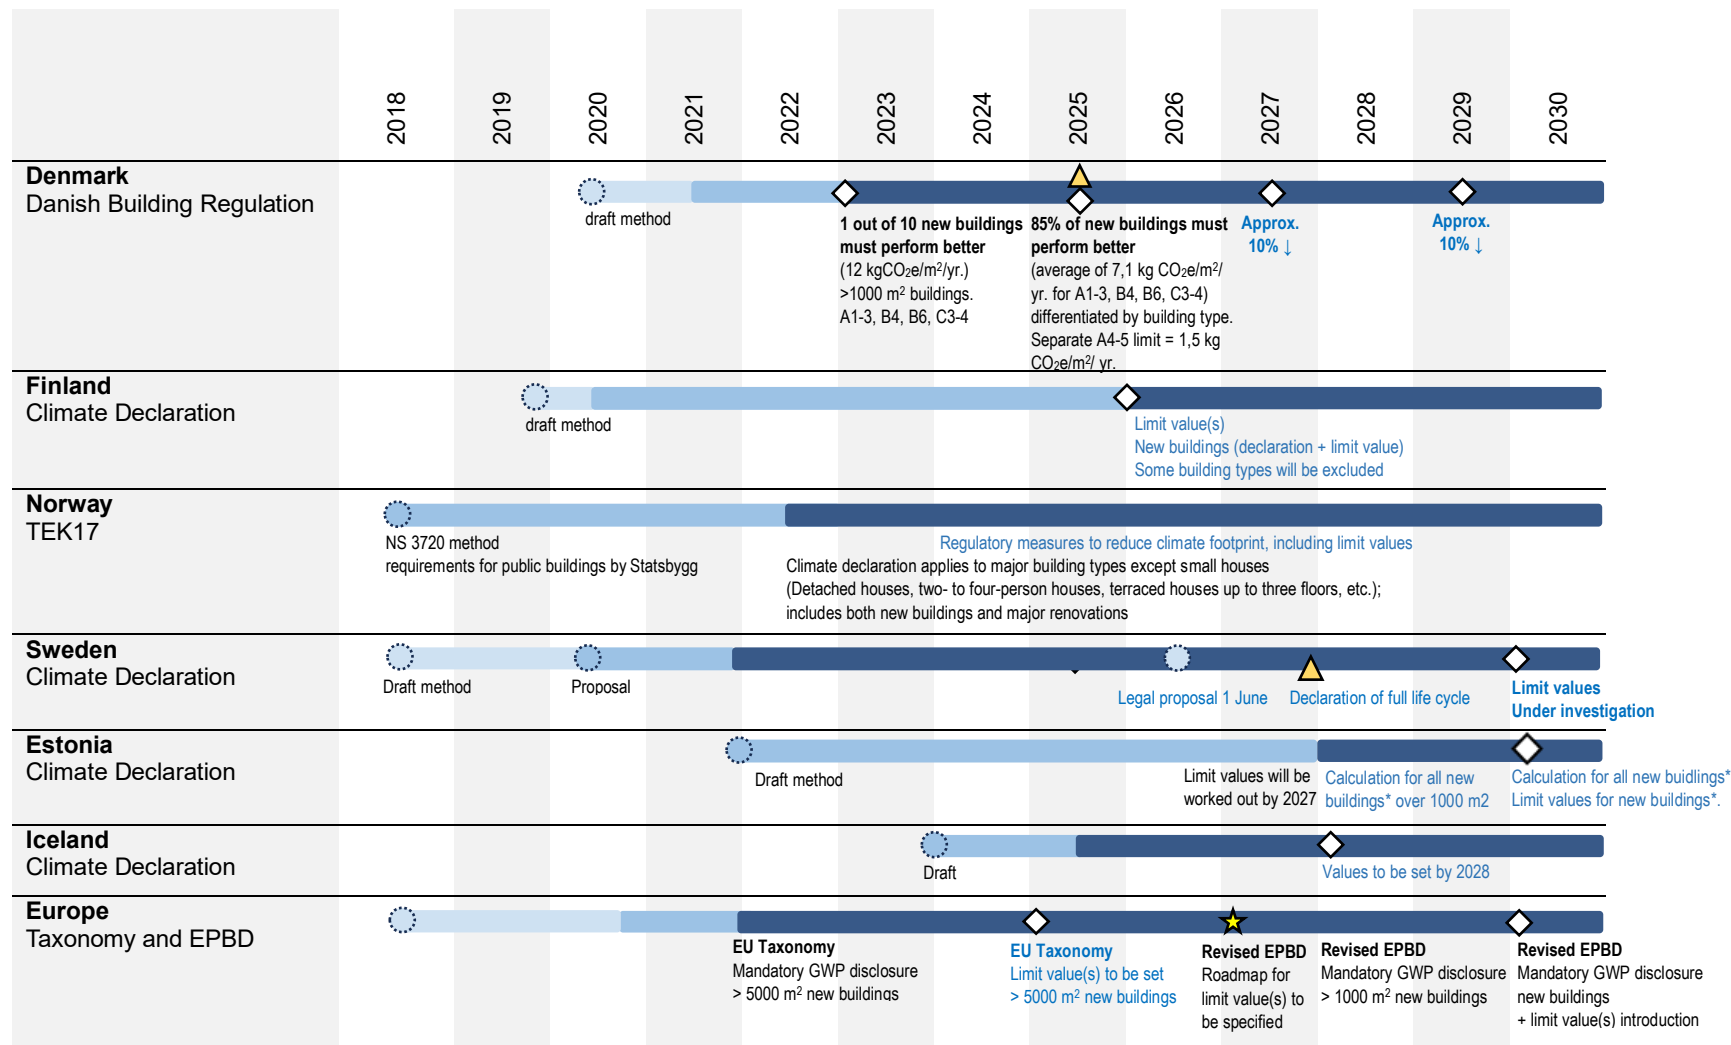 2018
2019
2020
2021
2022
2023
2024
2025
2026
2027
2028
2029
2030
Denmark
Danish Building Regulation
draft method
1 out of 10 new buildings
must perform better
(12 kgCO₂e/m²/yr.)
>1000 m² buildings.
A1-3, B4, B6, C3-4
85% of new buildings must
perform better
(average of 7,1 kg CO₂e/m²/
yr. for A1-3, B4, B6, C3-4)
differentiated by building type.
Separate A4-5 limit = 1,5 kg
CO₂e/m²/ yr.
Approx.
10% ↓
Approx.
10% ↓
Finland
Climate Declaration
draft method
Limit value(s)
New buildings (declaration + limit value)
Some building types will be excluded
Norway
TEK17
NS 3720 method
requirements for public buildings by Statsbygg
Regulatory measures to reduce climate footprint, including limit values
Climate declaration applies to major building types except small houses
(Detached houses, two- to four-person houses, terraced houses up to three floors, etc.);
includes both new buildings and major renovations
Sweden
Climate Declaration
Draft method
Proposal
Legal proposal 1 June
Declaration of full life cycle
Limit values
Under investigation
Estonia
Climate Declaration
Draft method
Limit values will be
worked out by 2027
Calculation for all new
buildings* over 1000 m2
Calculation for all new buidlings*
Limit values for new buildings*.
Iceland
Climate Declaration
Draft
Values to be set by 2028
Europe
Taxonomy and EPBD
EU Taxonomy
Mandatory GWP disclosure
> 5000 m² new buildings
EU Taxonomy
Limit value(s) to be set
> 5000 m² new buildings
Revised EPBD
Roadmap for
limit value(s) to
be specified
Revised EPBD
Mandatory GWP disclosure
> 1000 m² new buildings
Revised EPBD
Mandatory GWP disclosure
new buildings
+ limit value(s) introduction